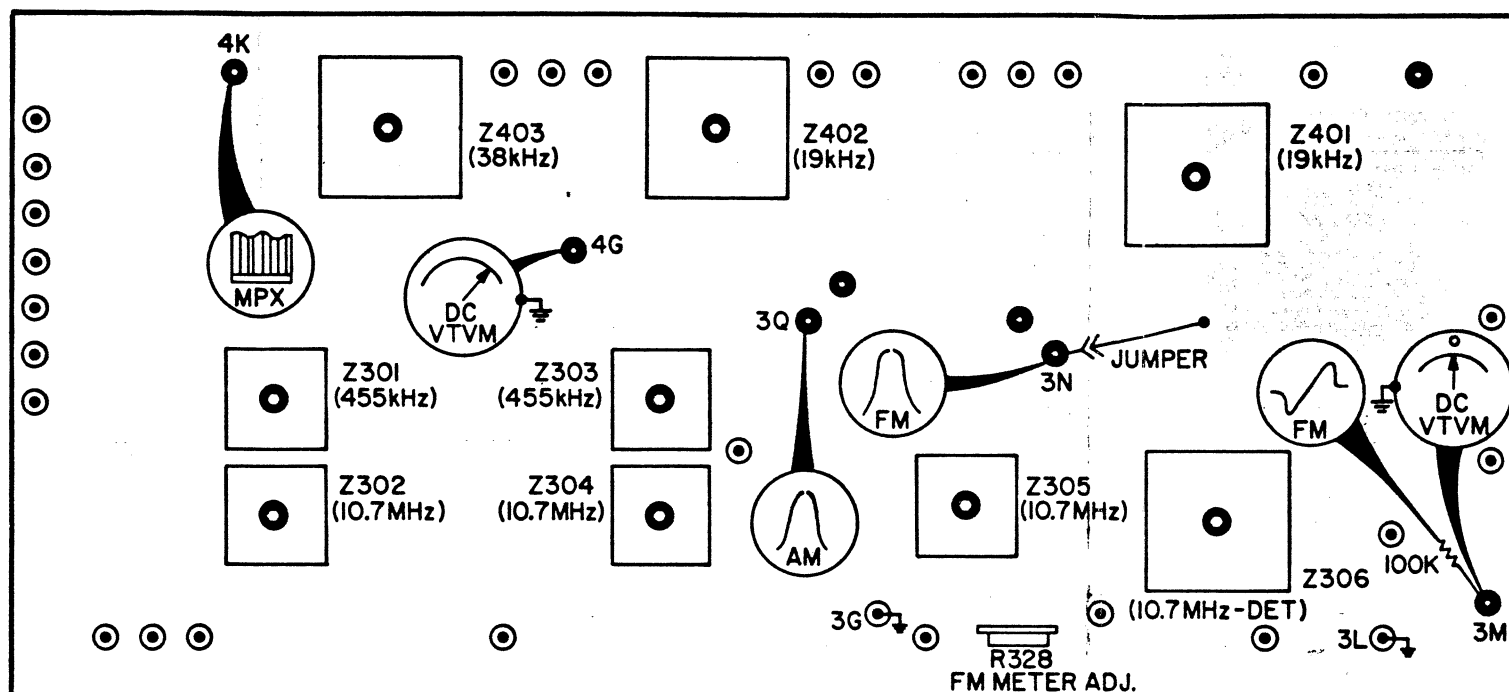 4K
Z403
(38kHz)
Z402
(19kHz)
Z401
(19kHz)
MPX
DC
VTVM
4G
3Q
FM
3N
JUMPER
FM
DC
VTVM
Z301
(455kHz)
Z303
(455kHz)
Z302
(10.7MHz)
Z304
(10.7MHz)
AM
Z305
(10.7MHz)
100K
Z306
(10.7MHz-DET)
3G
3L
3M
R328
FM METER ADJ.